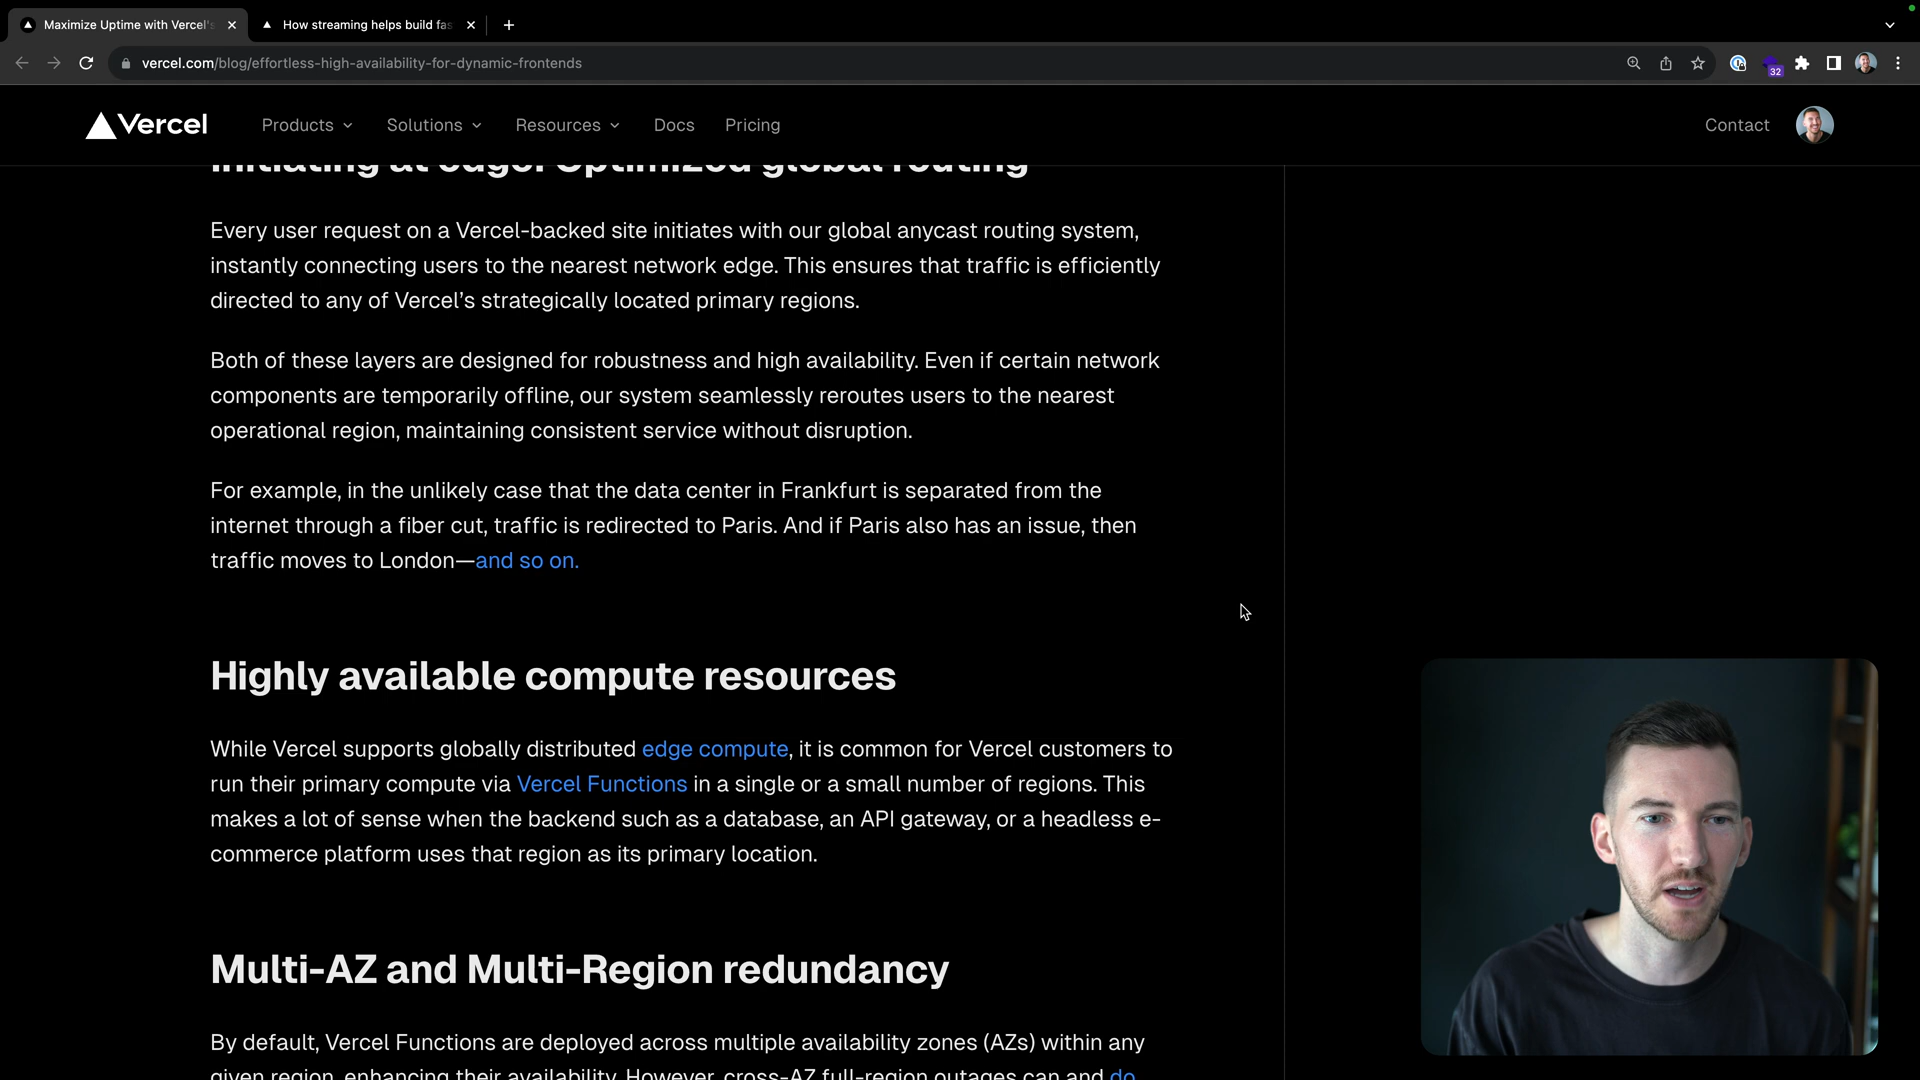 Maximize Uptime with Vercel's
How streaming helps build fas
vercel.com/blog/effortless-high-availability-for-dynamic-frontends
32
Vercel
Products
Solutions
Resources
Docs
Pricing
Contact
Initiating at edge: Optimized global routing
Every user request on a Vercel-backed site initiates with our global anycast routing system,
instantly connecting users to the nearest network edge. This ensures that traffic is efficiently
directed to any of Vercel’s strategically located primary regions.
Both of these layers are designed for robustness and high availability. Even if certain network
components are temporarily offline, our system seamlessly reroutes users to the nearest
operational region, maintaining consistent service without disruption.
For example, in the unlikely case that the data center in Frankfurt is separated from the
internet through a fiber cut, traffic is redirected to Paris. And if Paris also has an issue, then
traffic moves to London—and so on.
Highly available compute resources
While Vercel supports globally distributed edge compute, it is common for Vercel customers to
run their primary compute via Vercel Functions in a single or a small number of regions. This
makes a lot of sense when the backend such as a database, an API gateway, or a headless e-
commerce platform uses that region as its primary location.
Multi-AZ and Multi-Region redundancy
By default, Vercel Functions are deployed across multiple availability zones (AZs) within any
given region, enhancing their availability. However, cross-AZ full-region outages can and do